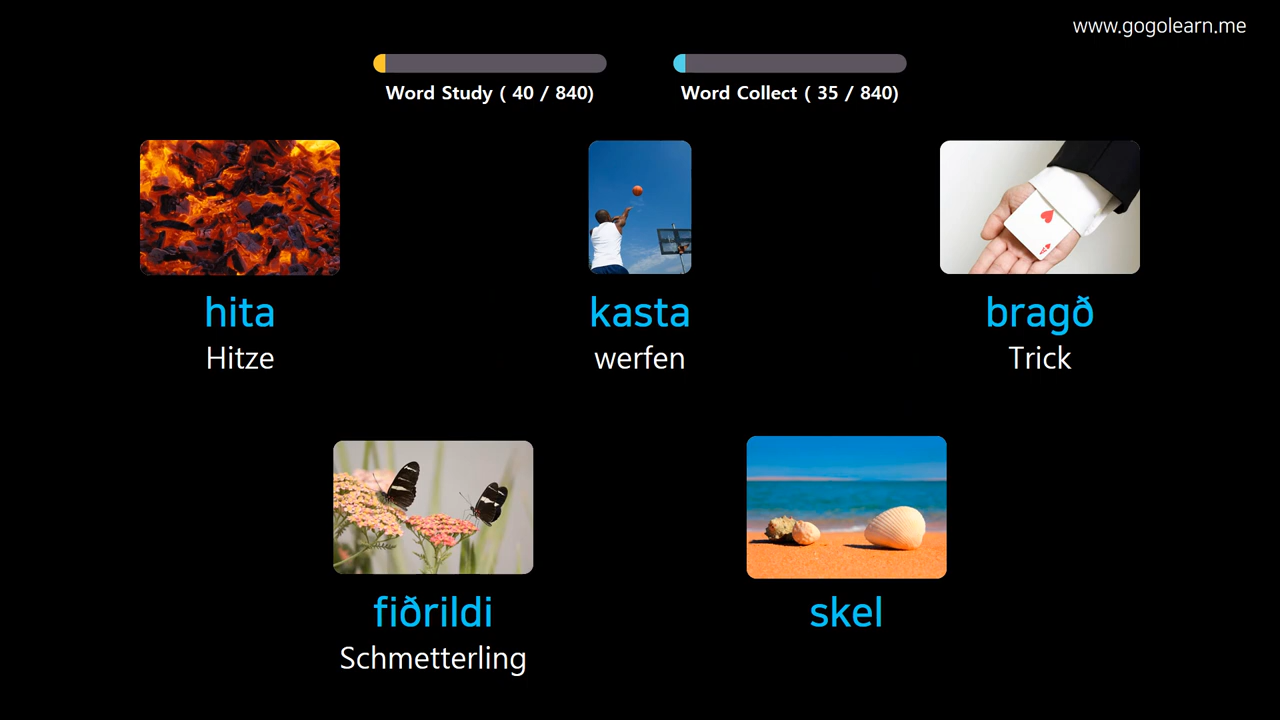 www.gogolearn.me
Word Study ( 40 / 840)
Word Collect ( 35 / 840)
hita
Hitze
kasta
werfen
bragð
Trick
fiðrildi
Schmetterling
skel